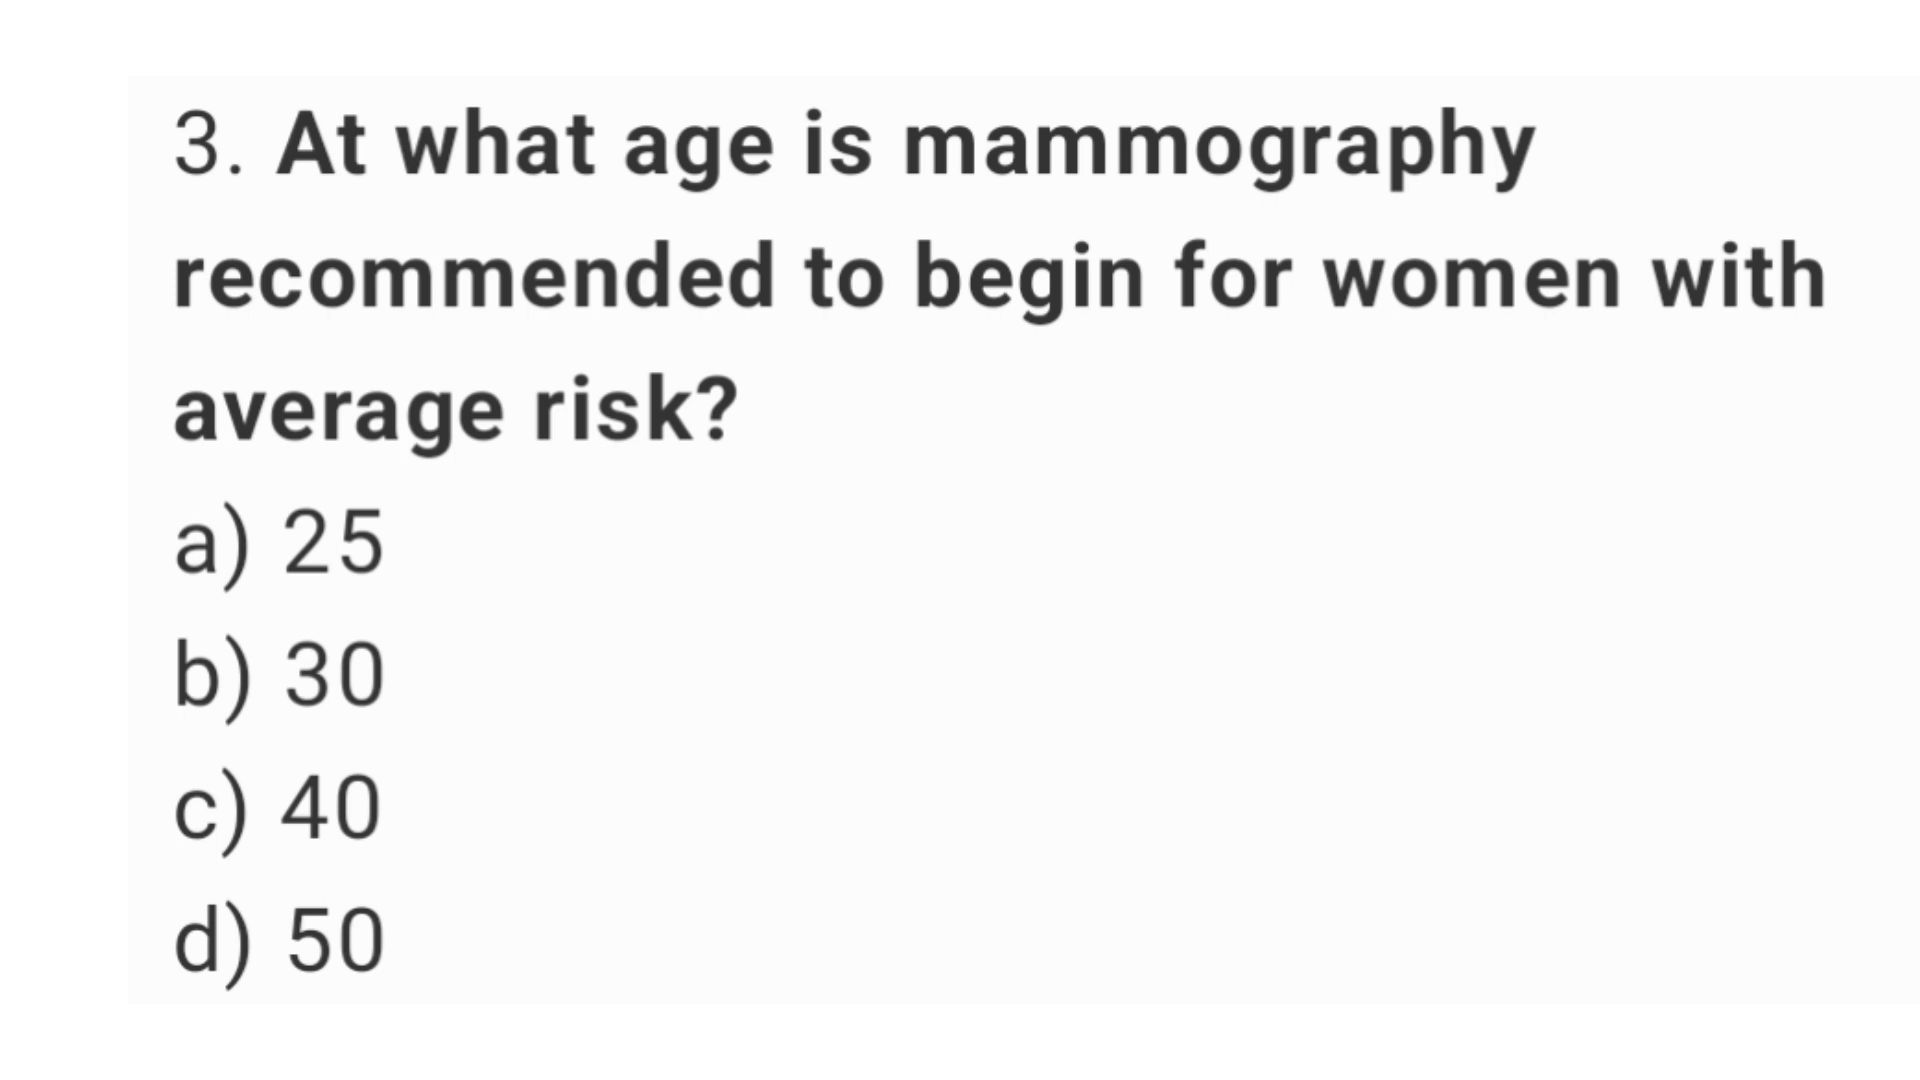 3. At what age is mammography
recommended to begin for women with
average risk?
a) 25
b) 30
c) 40
d) 50